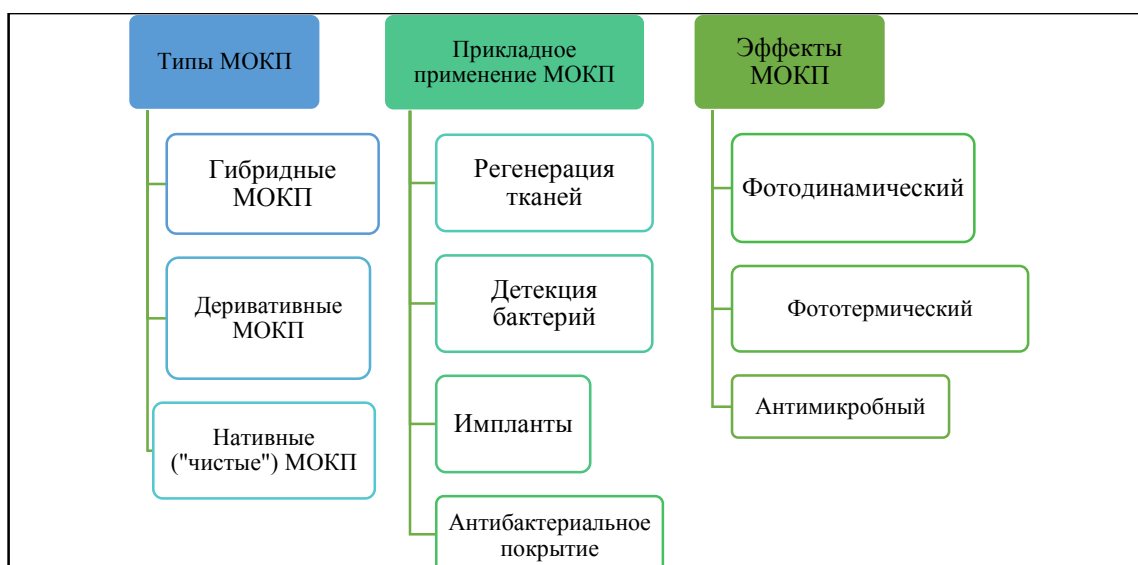 Типы МОКП
Гибридные
МОКП
Деривативные
МОКП
Нативные
("чистые") МОКП
Прикладное
применение МОКП
Регенерация
тканей
Детекция
бактерий
Импланты
Антибактериальное
покрытие
Эффекты
МОКП
Фотодинамический
Фототермический
Антимикробный